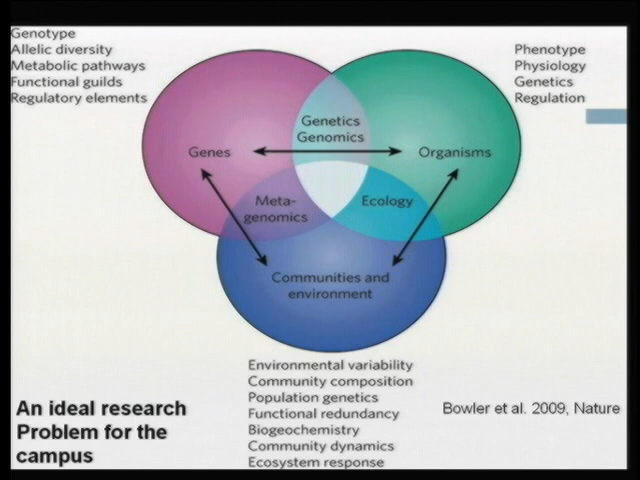 Genotype
Allelic diversity
Metabolic pathways
Functional guilds
Regulatory elements
Phenotype
Physiology
Genetics
Regulation
Genetics
Genomics
Genes
Organisms
Meta-
genomics
Ecology
Communities and
environment
Environmental variability
Community composition
Population genetics
Functional redundancy
Biogeochemistry
Community dynamics
Ecosystem response
An ideal research
Problem for the
campus
Bowler et al. 2009, Nature